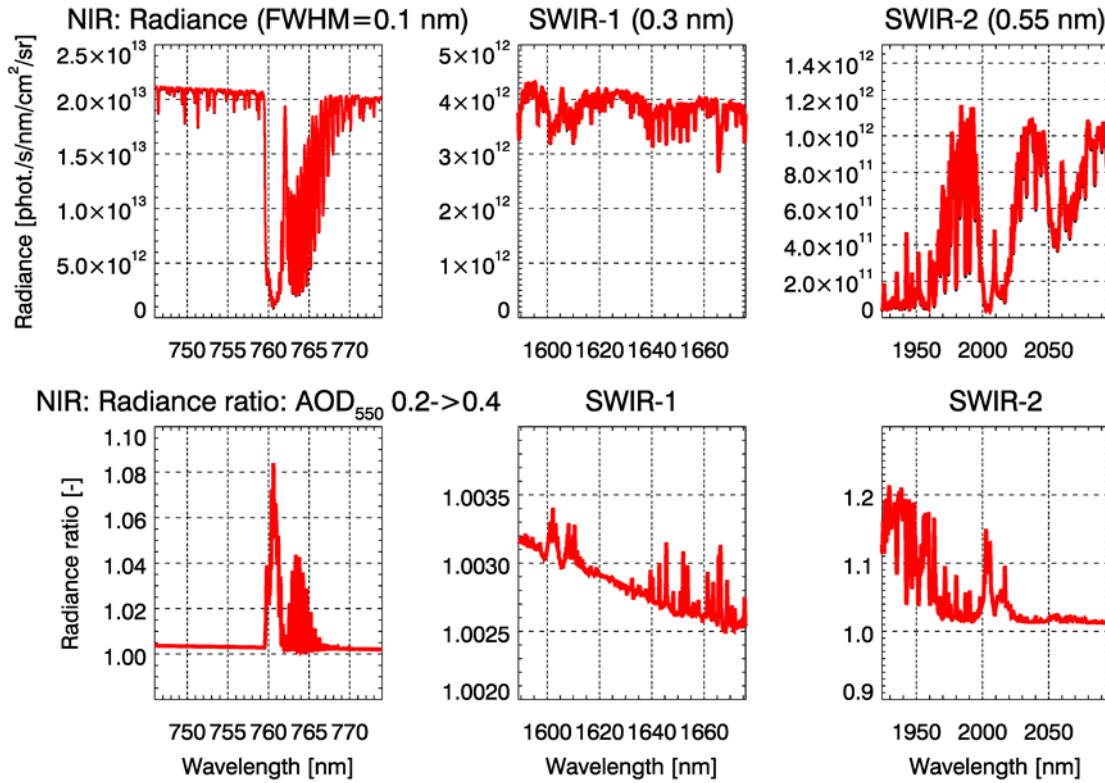 NIR: Radiance (FWHM=0.1 nm)
SWIR-1 (0.3 nm)
SWIR-2 (0.55 nm)
Radiance [phot./s/nm/cm²/sr]
2.5×10¹³
2.0×10¹³
1.5×10¹³
1.0×10¹³
5.0×10¹²
0
750 755 760 765 770
5×10¹²
4×10¹²
3×10¹²
2×10¹²
1×10¹²
0
1600 1620 1640 1660
1.4×10¹²
1.2×10¹²
1.0×10¹²
8.0×10¹¹
6.0×10¹¹
4.0×10¹¹
2.0×10¹¹
0
1950 2000 2050
NIR: Radiance ratio: AOD₅₅₀ 0.2->0.4
SWIR-1
SWIR-2
Radiance ratio [-]
1.10
1.08
1.06
1.04
1.02
1.00
750 755 760 765 770
Wavelength [nm]
1.0035
1.0030
1.0025
1.0020
1600 1620 1640 1660
Wavelength [nm]
1.2
1.1
1.0
0.9
1950 2000 2050
Wavelength [nm]